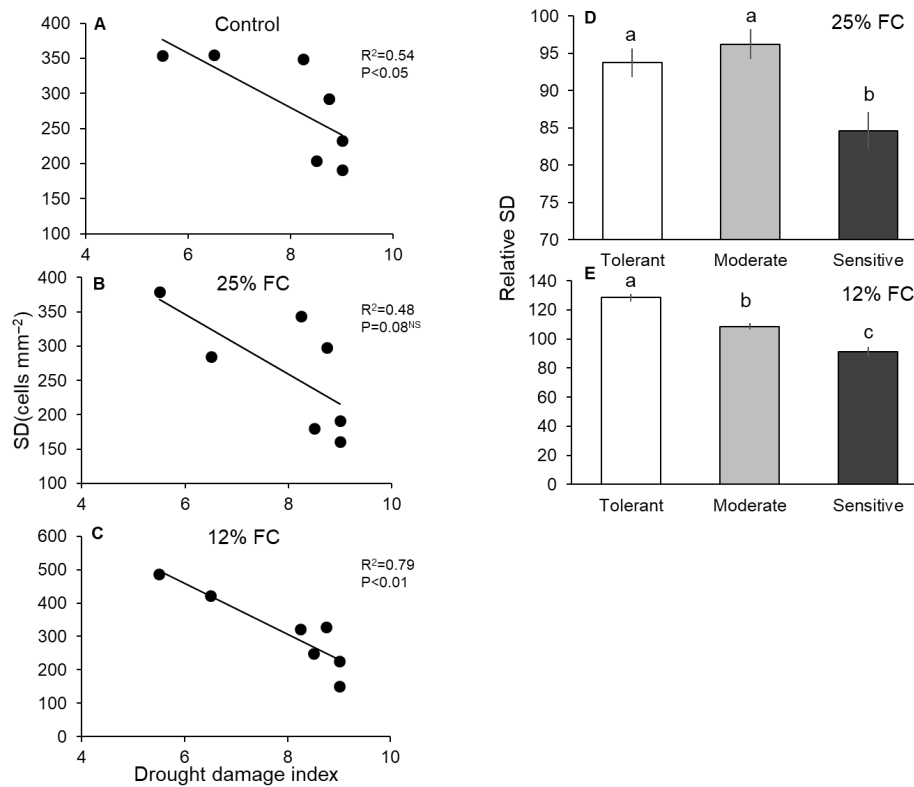 A
Control
R²=0.54
P<0.05
400
350
300
250
200
150
100
4 6 8 10
B
25% FC
R²=0.48
P=0.08ᴺˢ
400
350
300
250
200
150
100
4 6 8 10
SD(cells mm⁻²)
C
12% FC
R²=0.79
P<0.01
600
500
400
300
200
100
0
4 6 8 10
Drought damage index
D
25% FC
100
95
90
85
80
75
70
a a b
Tolerant Moderate Sensitive
Relative SD
E
12% FC
140
120
100
80
60
40
20
0
a b c
Tolerant Moderate Sensitive